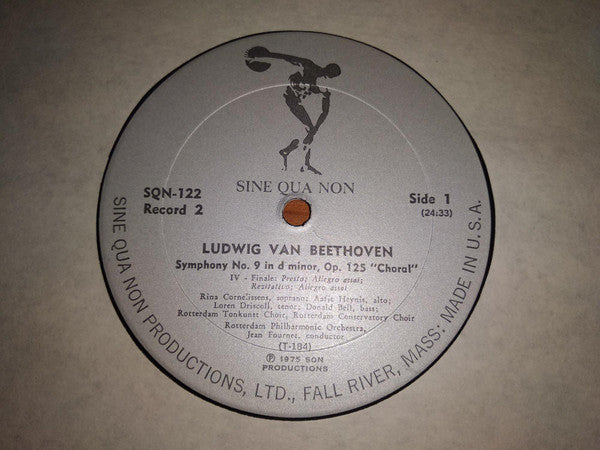 SINE QUA NON
SQN-122
Record 2
Side 1
(24:33)
LUDWIG VAN BEETHOVEN
Symphony No. 9 in d minor, Op. 125 "Choral"
IV - Finale: Presto; Allegro assai;
Rezitativo; Allegro assai
Rina Cornelissens, soprano; Aafje Heynis, alto;
Loren Driscoll, tenor; Donald Bell, bass;
Rotterdam Tonkunst Choir, Rotterdam Conservatory Choir
Rotterdam Philharmonic Orchestra,
Jean Fournet, conductor
(T-184)
Ⓟ 1975 SQN
PRODUCTIONS
SINE QUA NON PRODUCTIONS, LTD., FALL RIVER, MASS: MADE IN U.S.A.